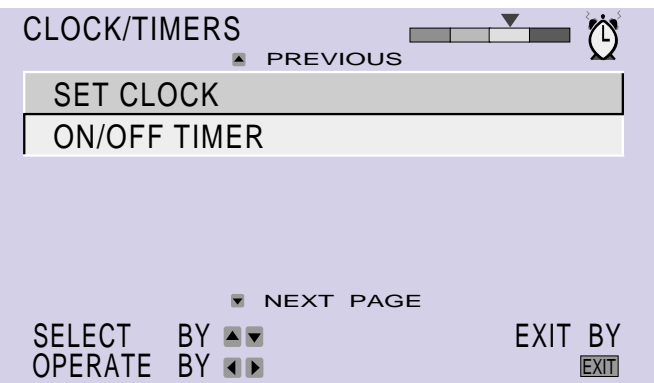 CLOCK/TIMERS
PREVIOUS
SET CLOCK
ON/OFF TIMER
NEXT PAGE
SELECT BY
EXIT BY
OPERATE BY
EXIT